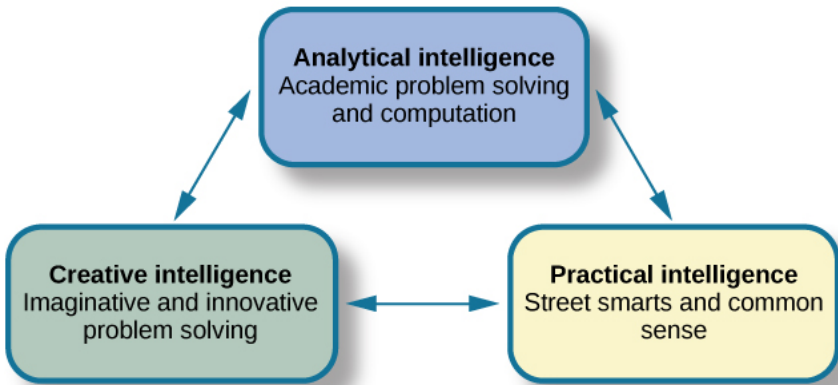 Analytical intelligence
Academic problem solving
and computation
Creative intelligence
Imaginative and innovative
problem solving
Practical intelligence
Street smarts and common
sense